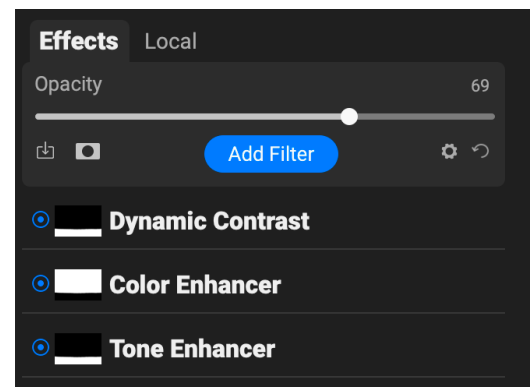 Effects Local
Opacity 69
Add Filter
Dynamic Contrast
Color Enhancer
Tone Enhancer